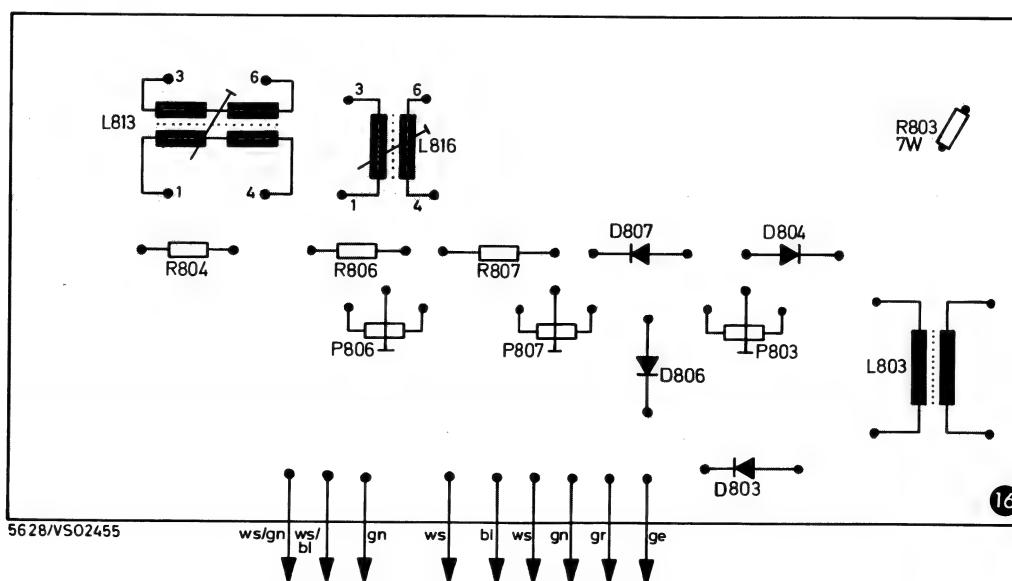 3 6
L813
1 4
3 6
L816
1 4
R803
7W
R804
R806
R807
D807
D804
P806
P807
D806
P803
L803
D803
16
5628/VS02455
ws/gn
ws/
bl
gn
ws
bl
ws
gn
gr
ge